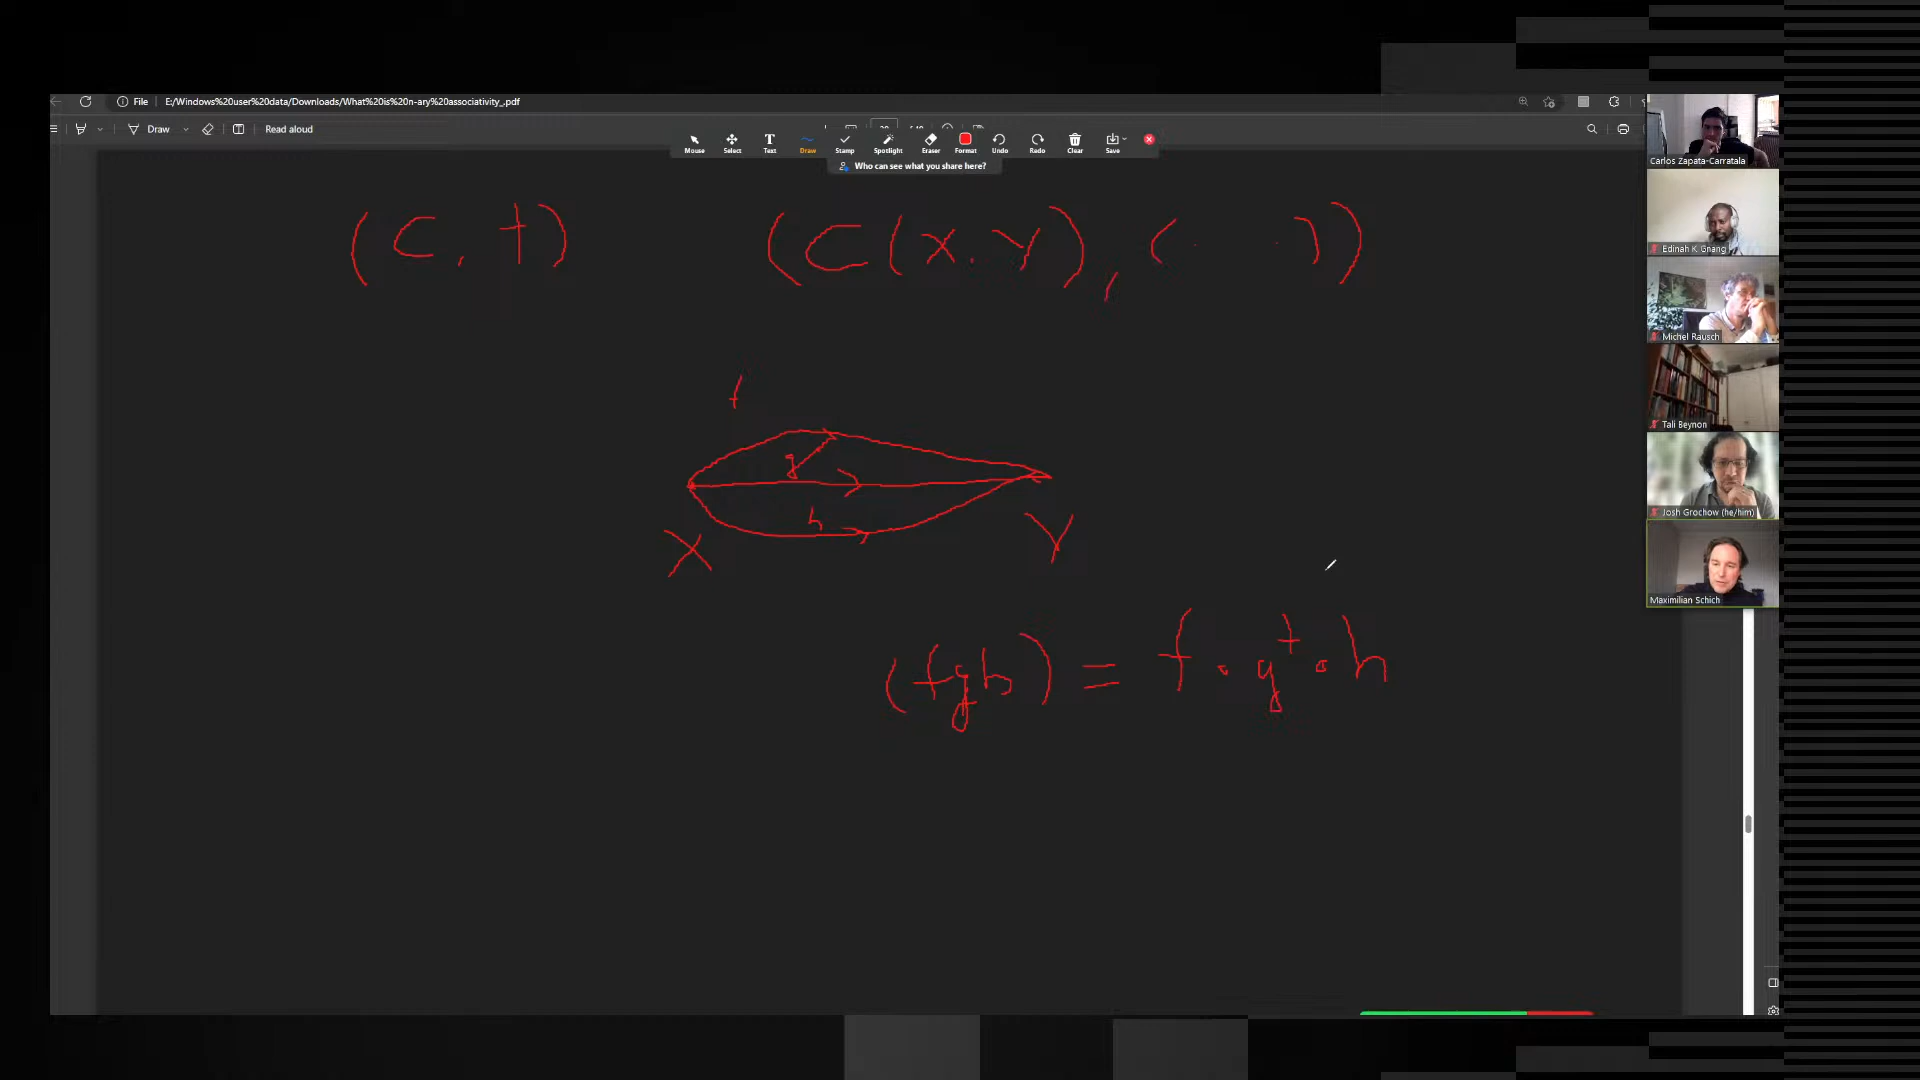 File E:/Windows%20user%20data/Downloads/What%20is%20n-ary%20associativity_.pdf
Draw Read aloud
Mouse Select Text Draw Stamp Spotlight Eraser Format Undo Redo Clear Save
Who can see what you share here?
(C, †) (C(X,Y), (· · ·))
f
g
h
X Y
(fgh) = f ∘ g† ∘ h
Carlos Zapata-Carratala
Edinah K Gnang
Michel Rausch
Tali Beynon
Josh Grochow (he/him)
Maximilian Schich